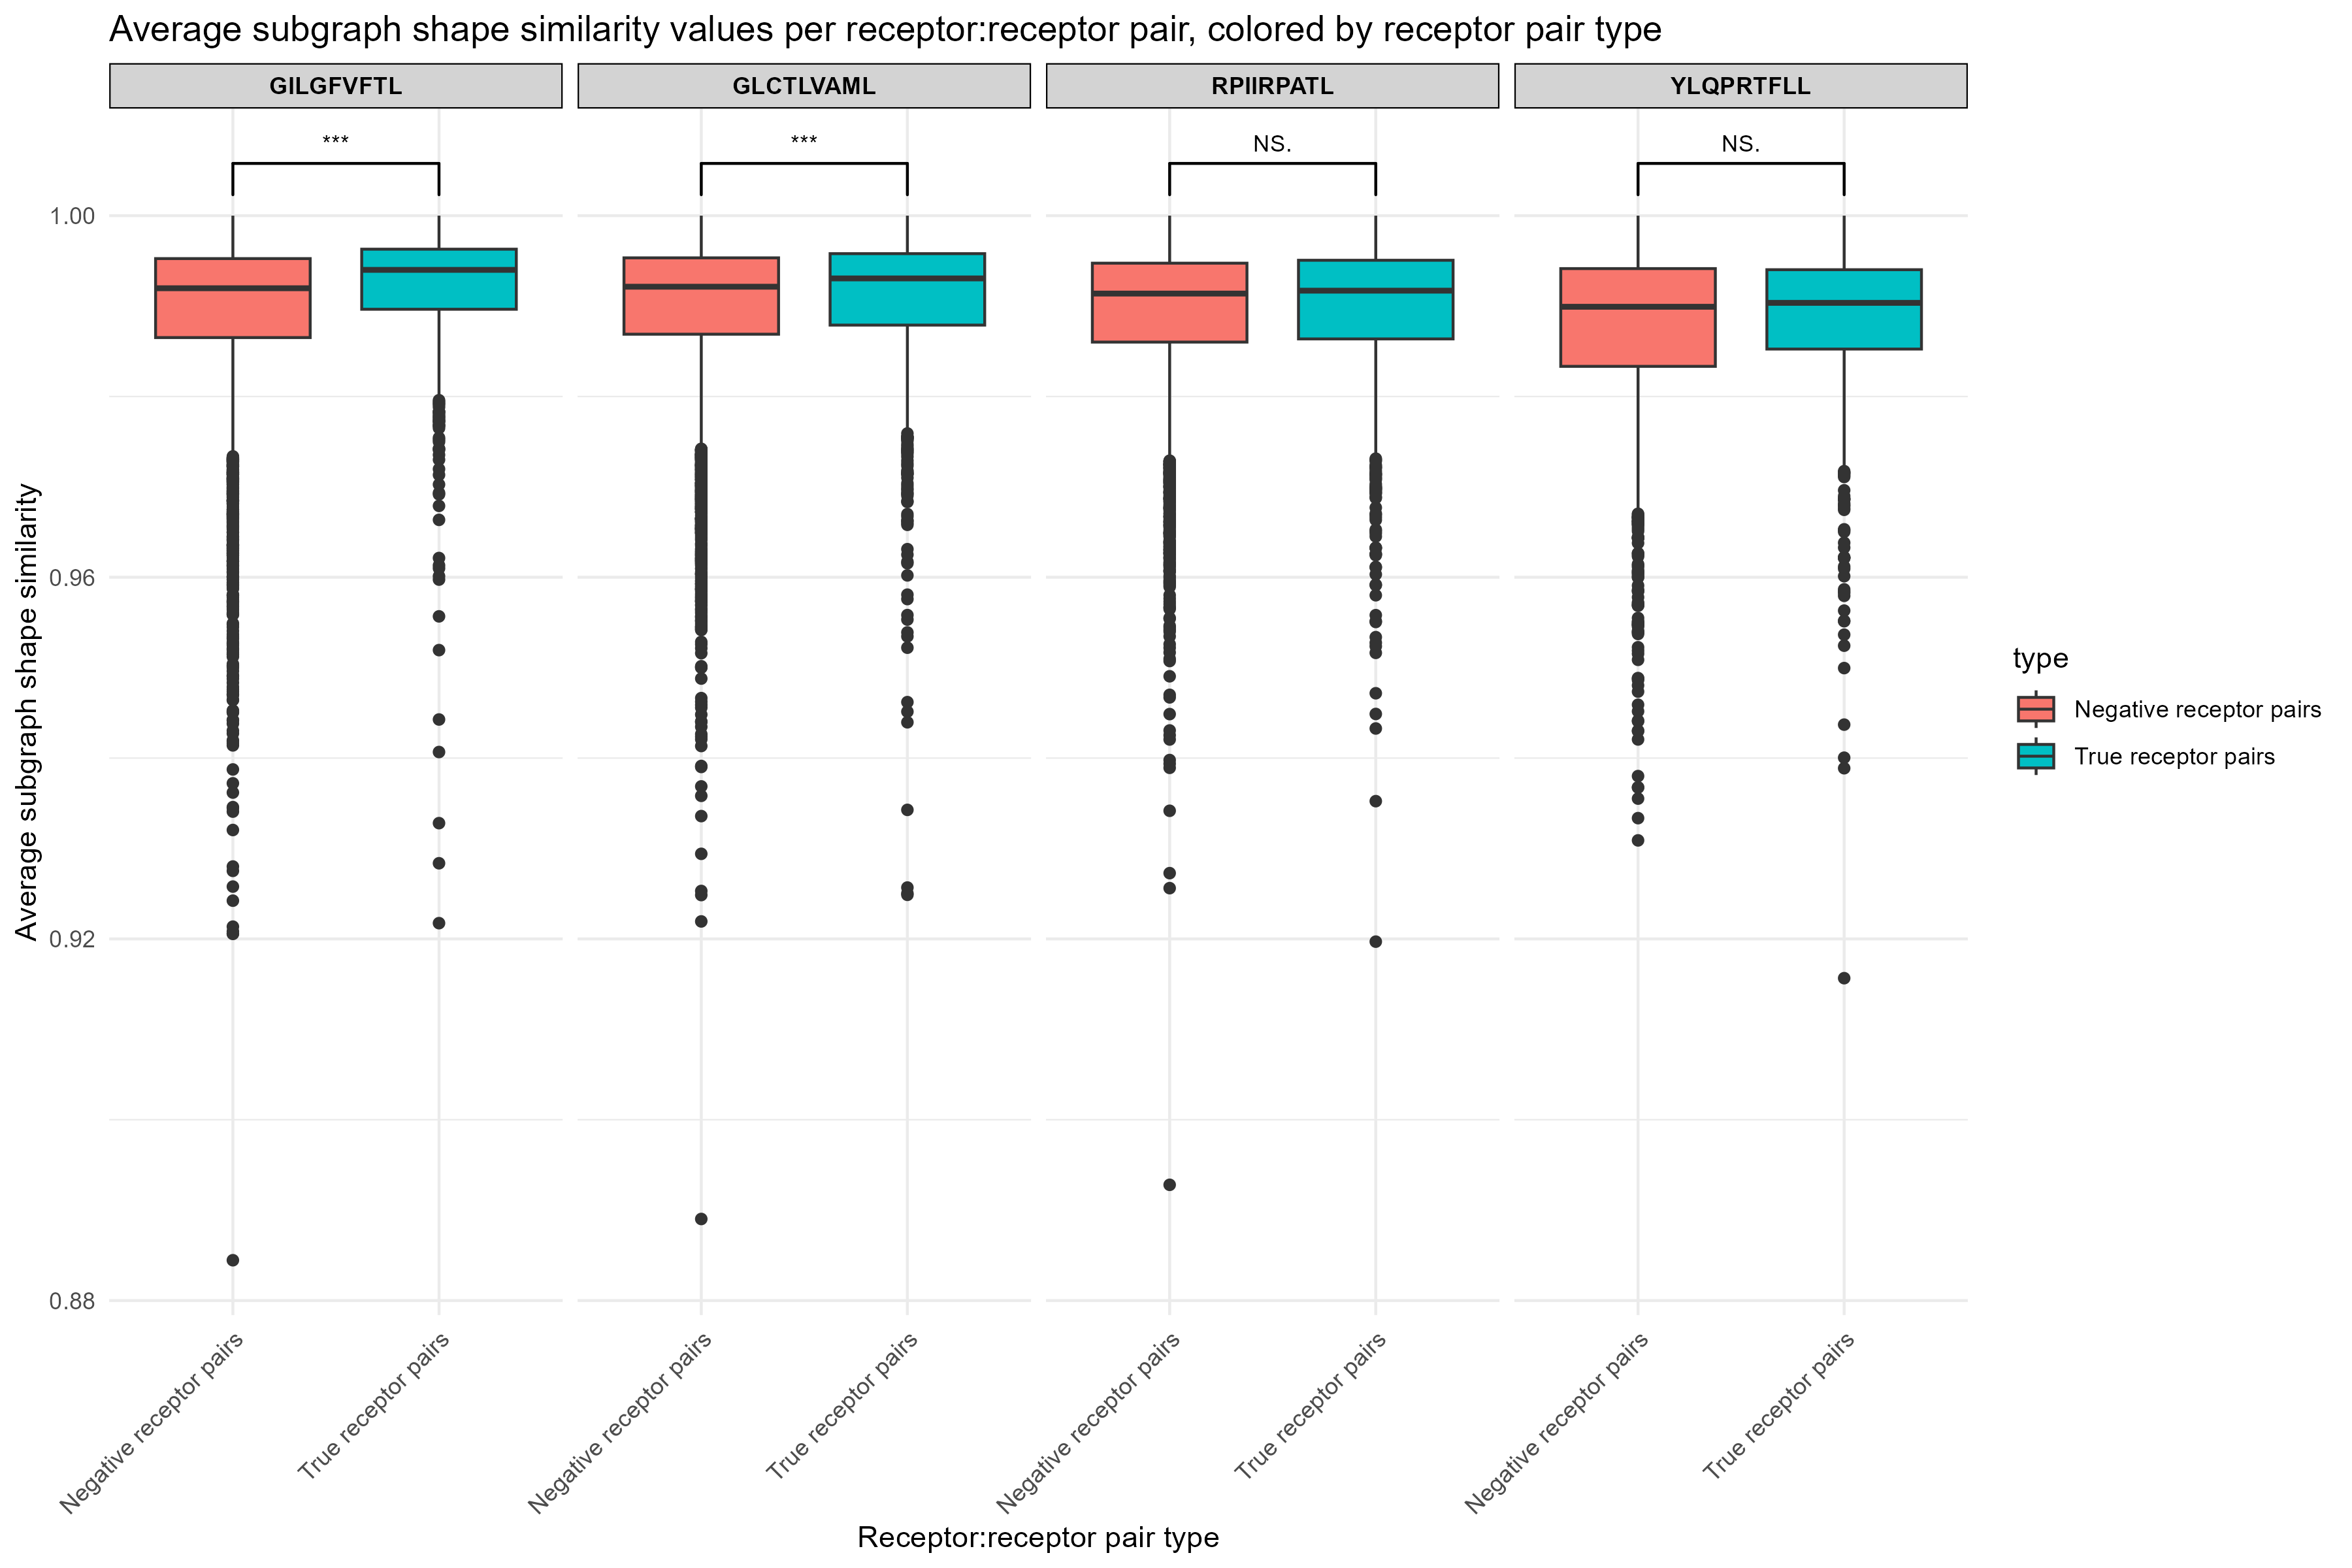 Average subgraph shape similarity values per receptor:receptor pair, colored by receptor pair type
GILGFVFTL
GLCTLVAML
RPIIRPATL
YLQPRTFLL
***
***
NS.
NS.
1.00
0.96
0.92
0.88
Average subgraph shape similarity
type
Negative receptor pairs
True receptor pairs
Negative receptor pairs
True receptor pairs
Negative receptor pairs
True receptor pairs
Negative receptor pairs
True receptor pairs
Negative receptor pairs
True receptor pairs
Receptor:receptor pair type